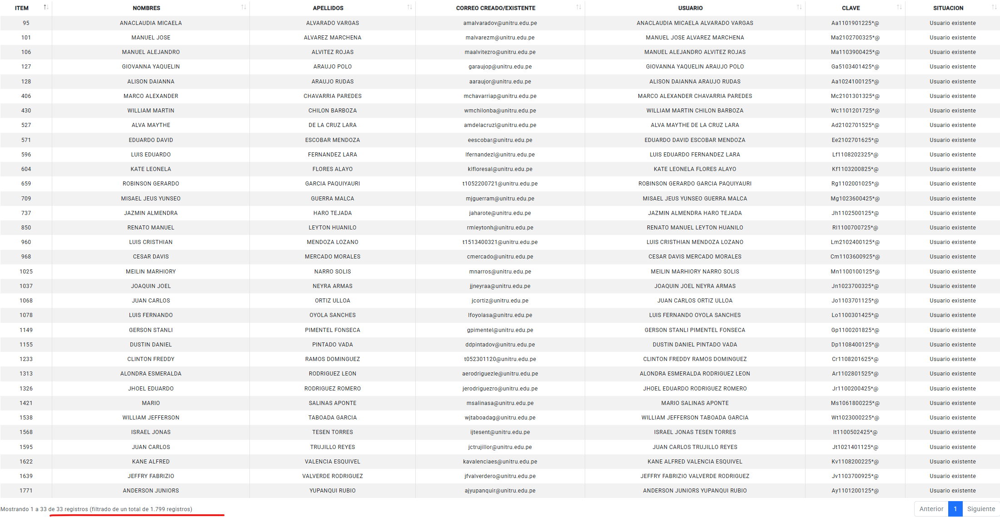 ITEM NOMBRES APELLIDOS CORREO CREADO/EXISTENTE USUARIO CLAVE SITUACION
95 ANACLAUDIA MICAELA ALVARADO VARGAS amalvaradov@unitru.edu.pe ANACLAUDIA MICAELA ALVARADO VARGAS Aa1101901225*@ Usuario existente
101 MANUEL JOSE ALVAREZ MARCHENA malvarezm@unitru.edu.pe MANUEL JOSE ALVAREZ MARCHENA Ma2102700325*@ Usuario existente
106 MANUEL ALEJANDRO ALVITEZ ROJAS maalvitezro@unitru.edu.pe MANUEL ALEJANDRO ALVITEZ ROJAS Ma1103900425*@ Usuario existente
127 GIOVANNA YAQUELIN ARAUJO POLO garaujop@unitru.edu.pe GIOVANNA YAQUELIN ARAUJO POLO Ga5103401425*@ Usuario existente
128 ALISON DAIANNA ARAUJO RUDAS aaraujor@unitru.edu.pe ALISON DAIANNA ARAUJO RUDAS Aa1024100125*@ Usuario existente
406 MARCO ALEXANDER CHAVARRIA PAREDES mchavarriap@unitru.edu.pe MARCO ALEXANDER CHAVARRIA PAREDES Mc2101301325*@ Usuario existente
430 WILLIAM MARTIN CHILON BARBOZA wmchilonba@unitru.edu.pe WILLIAM MARTIN CHILON BARBOZA Wc1101201725*@ Usuario existente
527 ALVA MAYTHE DE LA CRUZ LARA amdelacruzl@unitru.edu.pe ALVA MAYTHE DE LA CRUZ LARA Ad2102701525*@ Usuario existente
571 EDUARDO DAVID ESCOBAR MENDOZA eescobar@unitru.edu.pe EDUARDO DAVID ESCOBAR MENDOZA Ee2102701625*@ Usuario existente
596 LUIS EDUARDO FERNANDEZ LARA lfernandezl@unitru.edu.pe LUIS EDUARDO FERNANDEZ LARA Lf1108202325*@ Usuario existente
604 KATE LEONELA FLORES ALAYO klfloresal@unitru.edu.pe KATE LEONELA FLORES ALAYO Kf1103200825*@ Usuario existente
659 ROBINSON GERARDO GARCIA PAQUIYAURI t1052200721@unitru.edu.pe ROBINSON GERARDO GARCIA PAQUIYAURI Rg1102001025*@ Usuario existente
709 MISAEL JEUS YUNSEO GUERRA MALCA mjguerram@unitru.edu.pe MISAEL JEUS YUNSEO GUERRA MALCA Mg1023600425*@ Usuario existente
737 JAZMIN ALMENDRA HARO TEJADA jaharote@unitru.edu.pe JAZMIN ALMENDRA HARO TEJADA Jh1102500125*@ Usuario existente
850 RENATO MANUEL LEYTON HUANILO rmleytonh@unitru.edu.pe RENATO MANUEL LEYTON HUANILO Rl1100700725*@ Usuario existente
960 LUIS CRISTHIAN MENDOZA LOZANO t1513400321@unitru.edu.pe LUIS CRISTHIAN MENDOZA LOZANO Lm2102400125*@ Usuario existente
968 CESAR DAVIS MERCADO MORALES cmercado@unitru.edu.pe CESAR DAVIS MERCADO MORALES Cm1103600925*@ Usuario existente
1025 MEILIN MARHIORY NARRO SOLIS mnarros@unitru.edu.pe MEILIN MARHIORY NARRO SOLIS Mn1100100125*@ Usuario existente
1037 JOAQUIN JOEL NEYRA ARMAS jjneyraa@unitru.edu.pe JOAQUIN JOEL NEYRA ARMAS Jn1023700325*@ Usuario existente
1068 JUAN CARLOS ORTIZ ULLOA jcortiz@unitru.edu.pe JUAN CARLOS ORTIZ ULLOA Jo1103701125*@ Usuario existente
1078 LUIS FERNANDO OYOLA SANCHES lfoyolasa@unitru.edu.pe LUIS FERNANDO OYOLA SANCHES Lo1100301425*@ Usuario existente
1149 GERSON STANLI PIMENTEL FONSECA gpimentel@unitru.edu.pe GERSON STANLI PIMENTEL FONSECA Gp1100201825*@ Usuario existente
1155 DUSTIN DANIEL PINTADO VADA ddpintadov@unitru.edu.pe DUSTIN DANIEL PINTADO VADA Dp1108400125*@ Usuario existente
1233 CLINTON FREDDY RAMOS DOMINGUEZ t052301120@unitru.edu.pe CLINTON FREDDY RAMOS DOMINGUEZ Cr1108201625*@ Usuario existente
1313 ALONDRA ESMERALDA RODRIGUEZ LEON aerodriguezle@unitru.edu.pe ALONDRA ESMERALDA RODRIGUEZ LEON Ar1102801525*@ Usuario existente
1326 JHOEL EDUARDO RODRIGUEZ ROMERO jerodriguezro@unitru.edu.pe JHOEL EDUARDO RODRIGUEZ ROMERO Jr1100200425*@ Usuario existente
1421 MARIO SALINAS APONTE msalinasa@unitru.edu.pe MARIO SALINAS APONTE Ms1061800225*@ Usuario existente
1538 WILLIAM JEFFERSON TABOADA GARCIA wjtaboadag@unitru.edu.pe WILLIAM JEFFERSON TABOADA GARCIA Wt1023000225*@ Usuario existente
1568 ISRAEL JONAS TESEN TORRES ijtesent@unitru.edu.pe ISRAEL JONAS TESEN TORRES It1100502425*@ Usuario existente
1595 JUAN CARLOS TRUJILLO REYES jctrujillor@unitru.edu.pe JUAN CARLOS TRUJILLO REYES Jt1021401125*@ Usuario existente
1622 KANE ALFRED VALENCIA ESQUIVEL kavalenciaes@unitru.edu.pe KANE ALFRED VALENCIA ESQUIVEL Kv1108200225*@ Usuario existente
1639 JEFFRY FABRIZIO VALVERDE RODRIGUEZ jfvalverdero@unitru.edu.pe JEFFRY FABRIZIO VALVERDE RODRIGUEZ Jv1103700925*@ Usuario existente
1771 ANDERSON JUNIORS YUPANQUI RUBIO ajyupanquir@unitru.edu.pe ANDERSON JUNIORS YUPANQUI RUBIO Ay1101200125*@ Usuario existente
Mostrando 1 a 33 de 33 registros (filtrado de un total de 1.799 registros) Anterior 1 Siguiente